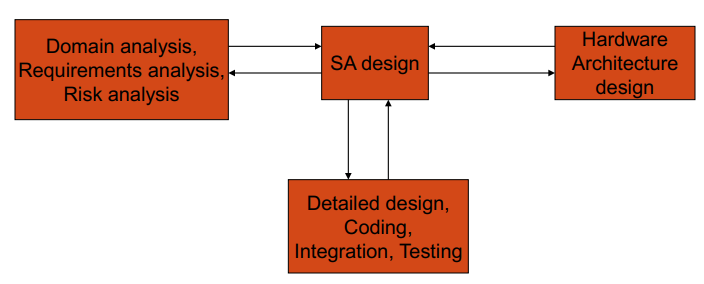 Domain analysis,
Requirements analysis,
Risk analysis
SA design
Hardware
Architecture
design
Detailed design,
Coding,
Integration, Testing